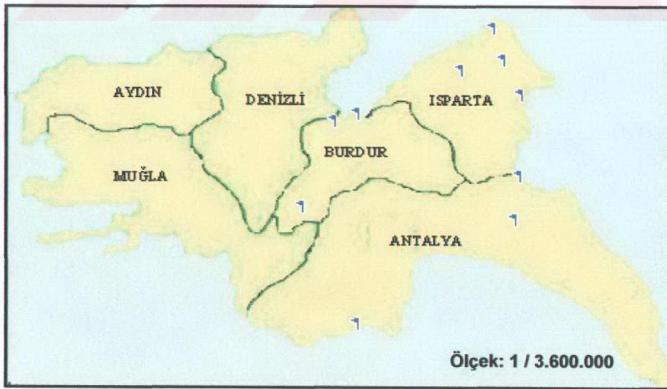 AYDIN
DENİZLİ
ISPARTA
BURDUR
MUĞLA
ANTALYA
Ölçek: 1 / 3.600.000